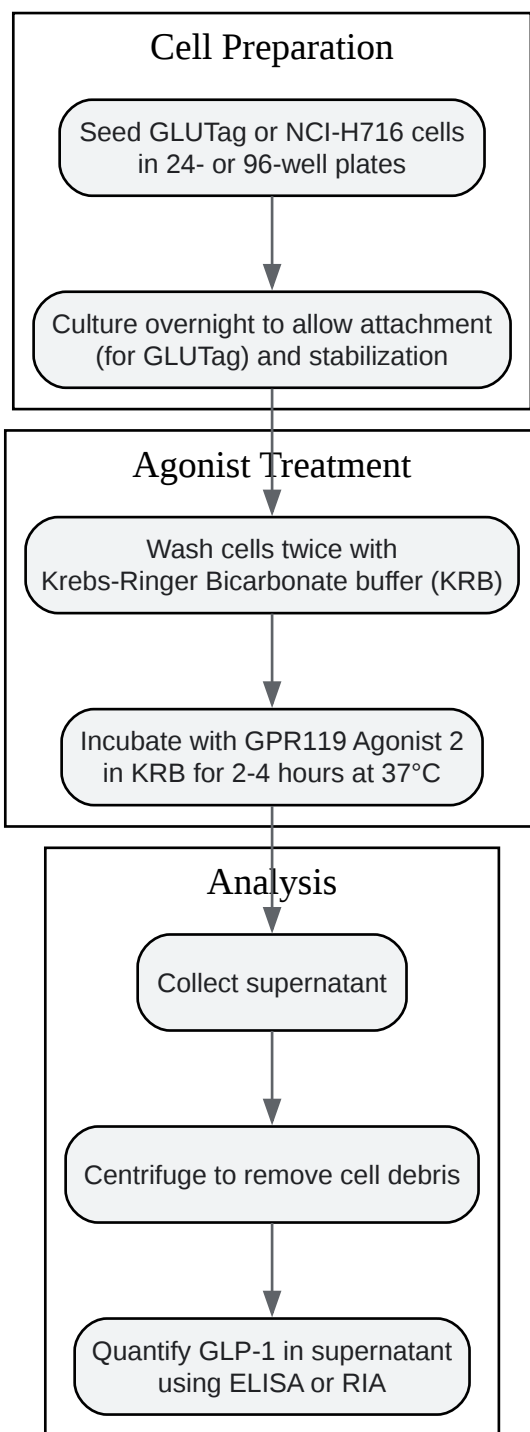 Cell Preparation
Seed GLUTag or NCI-H716 cells
in 24- or 96-well plates
Culture overnight to allow attachment
(for GLUTag) and stabilization
Agonist Treatment
Wash cells twice with
Krebs-Ringer Bicarbonate buffer (KRB)
Incubate with GPR119 Agonist 2
in KRB for 2-4 hours at 37°C
Analysis
Collect supernatant
Centrifuge to remove cell debris
Quantify GLP-1 in supernatant
using ELISA or RIA